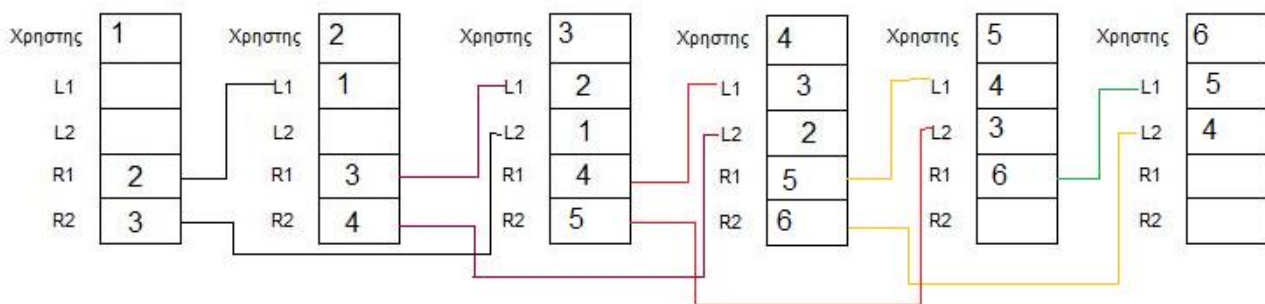 Χρηστης 1 Χρηστης 2 Χρηστης 3 Χρηστης 4 Χρηστης 5 Χρηστης 6
L1 L1 1 L1 2 L1 3 L1 4 L1 5
L2 L2 L2 1 L2 2 L2 3 L2 4
R1 2 R1 3 R1 4 R1 5 R1 6 R1
R2 3 R2 4 R2 5 R2 6 R2 R2